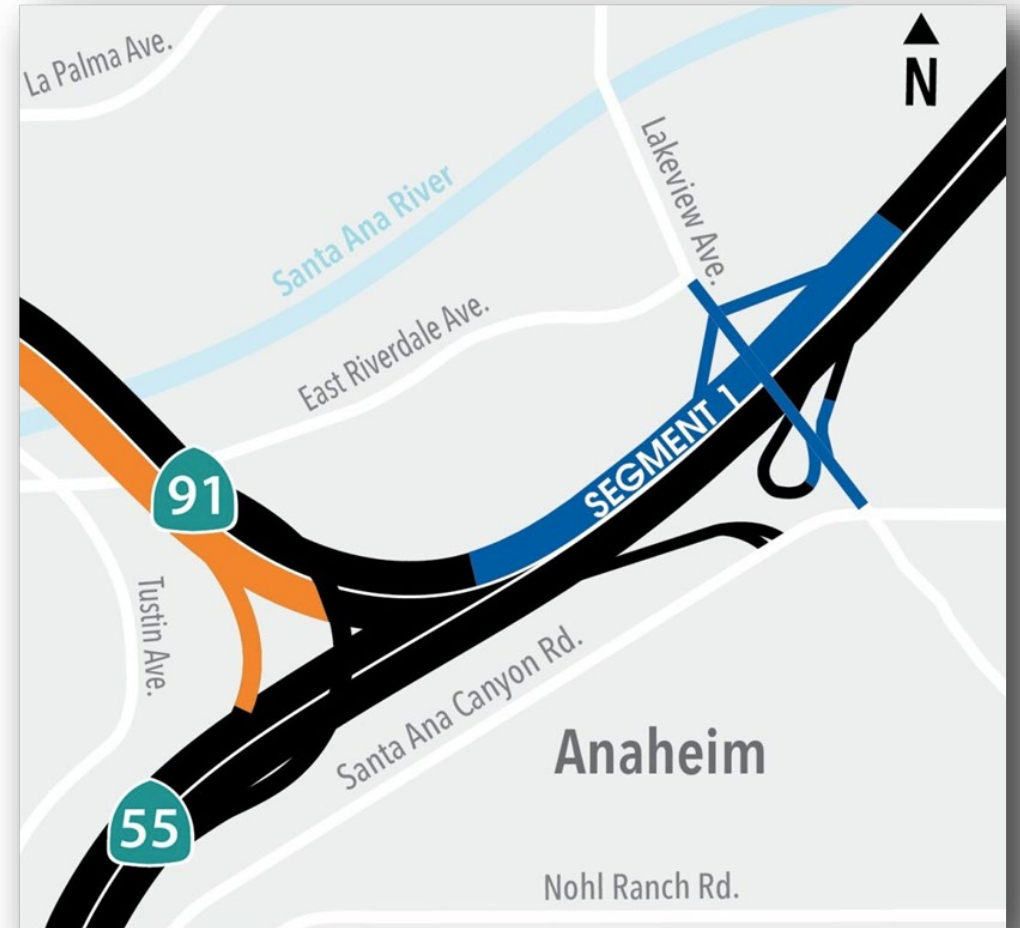 La Palma Ave.
N
Lakeview Ave.
Santa Ana River
East Riverdale Ave.
SEGMENT 1
91
Tustin Ave.
Santa Ana Canyon Rd.
Anaheim
55
Nohl Ranch Rd.